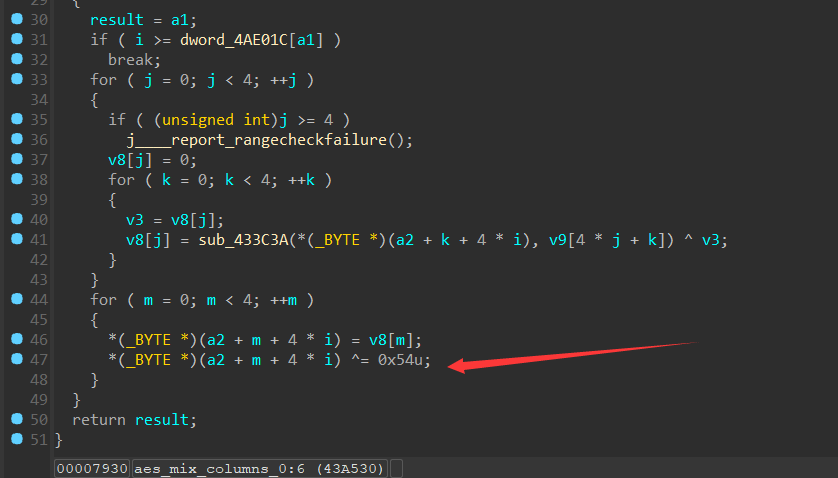 29 {
30 result = a1;
31 if ( i >= dword_4AE01C[a1] )
32 break;
33 for ( j = 0; j < 4; ++j )
34 {
35 if ( (unsigned int)j >= 4 )
36 j____report_rangecheckfailure();
37 v8[j] = 0;
38 for ( k = 0; k < 4; ++k )
39 {
40 v3 = v8[j];
41 v8[j] = sub_433C3A(*(_BYTE *)(a2 + k + 4 * i), v9[4 * j + k]) ^ v3;
42 }
43 }
44 for ( m = 0; m < 4; ++m )
45 {
46 *(_BYTE *)(a2 + m + 4 * i) = v8[m];
47 *(_BYTE *)(a2 + m + 4 * i) ^= 0x54u;
48 }
49 }
50 return result;
51 }
00007930 aes_mix_columns_0:6 (43A530)